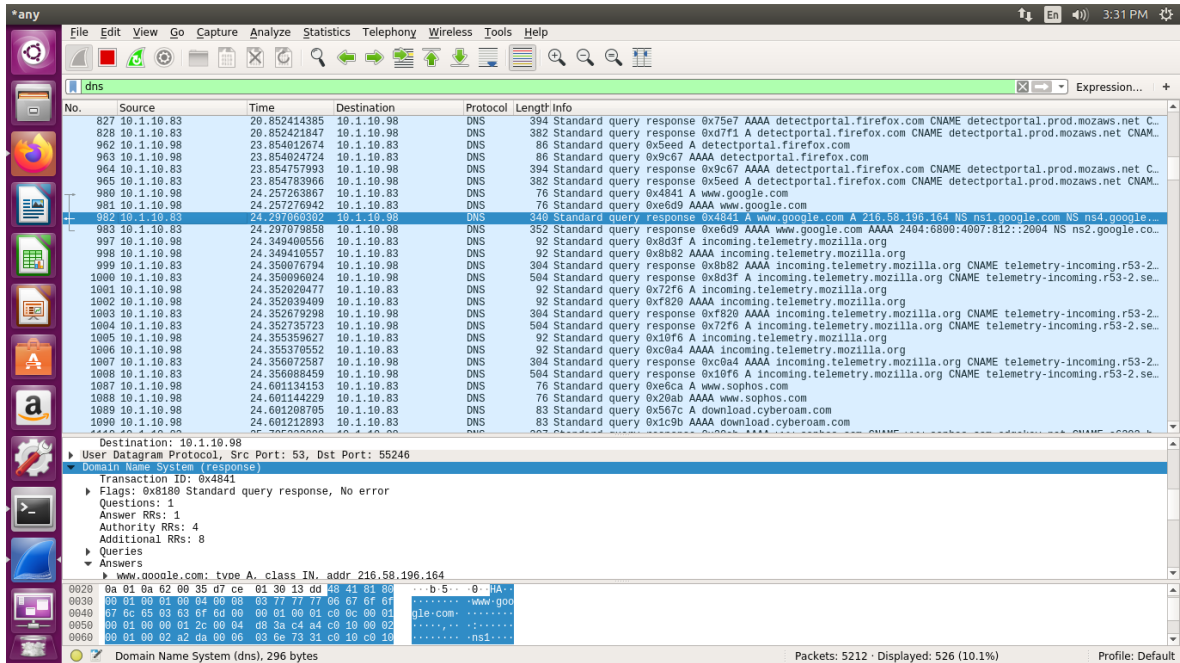 *any En 3:31 PM
File Edit View Go Capture Analyze Statistics Telephony Wireless Tools Help
dns Expression... +
No. Source Time Destination Protocol Length Info
827 10.1.10.83 20.852414385 10.1.10.98 DNS 394 Standard query response 0x75e7 AAAA detectportal.firefox.com CNAME detectportal.prod.mozaws.net C…
828 10.1.10.83 20.852421847 10.1.10.98 DNS 382 Standard query response 0xd7f1 A detectportal.firefox.com CNAME detectportal.prod.mozaws.net CNAM…
962 10.1.10.98 23.854012674 10.1.10.83 DNS 86 Standard query 0x5eed A detectportal.firefox.com
963 10.1.10.98 23.854024724 10.1.10.83 DNS 86 Standard query 0x9c67 AAAA detectportal.firefox.com
964 10.1.10.83 23.854757993 10.1.10.98 DNS 394 Standard query response 0x9c67 AAAA detectportal.firefox.com CNAME detectportal.prod.mozaws.net C…
965 10.1.10.83 23.854783966 10.1.10.98 DNS 382 Standard query response 0x5eed A detectportal.firefox.com CNAME detectportal.prod.mozaws.net CNAM…
980 10.1.10.98 24.257263867 10.1.10.83 DNS 76 Standard query 0x4841 A www.google.com
981 10.1.10.98 24.257276942 10.1.10.83 DNS 76 Standard query 0xe6d9 AAAA www.google.com
982 10.1.10.83 24.297060302 10.1.10.98 DNS 340 Standard query response 0x4841 A www.google.com A 216.58.196.164 NS ns1.google.com NS ns4.google.…
983 10.1.10.83 24.297079858 10.1.10.98 DNS 352 Standard query response 0xe6d9 AAAA www.google.com AAAA 2404:6800:4007:812::2004 NS ns2.google.co…
997 10.1.10.98 24.349400556 10.1.10.83 DNS 92 Standard query 0x8d3f A incoming.telemetry.mozilla.org
998 10.1.10.98 24.349410557 10.1.10.83 DNS 92 Standard query 0x8b82 AAAA incoming.telemetry.mozilla.org
999 10.1.10.83 24.350076794 10.1.10.98 DNS 304 Standard query response 0x8b82 AAAA incoming.telemetry.mozilla.org CNAME telemetry-incoming.r53-2…
1000 10.1.10.83 24.350096024 10.1.10.98 DNS 504 Standard query response 0x8d3f A incoming.telemetry.mozilla.org CNAME telemetry-incoming.r53-2.se…
1001 10.1.10.98 24.352020477 10.1.10.83 DNS 92 Standard query 0x72f6 A incoming.telemetry.mozilla.org
1002 10.1.10.98 24.352039409 10.1.10.83 DNS 92 Standard query 0xf820 AAAA incoming.telemetry.mozilla.org
1003 10.1.10.83 24.352679298 10.1.10.98 DNS 304 Standard query response 0xf820 AAAA incoming.telemetry.mozilla.org CNAME telemetry-incoming.r53-2…
1004 10.1.10.83 24.352735723 10.1.10.98 DNS 504 Standard query response 0x72f6 A incoming.telemetry.mozilla.org CNAME telemetry-incoming.r53-2.se…
1005 10.1.10.98 24.355359627 10.1.10.83 DNS 92 Standard query 0x10f6 A incoming.telemetry.mozilla.org
1006 10.1.10.98 24.355370552 10.1.10.83 DNS 92 Standard query 0xc0a4 AAAA incoming.telemetry.mozilla.org
1007 10.1.10.83 24.356072587 10.1.10.98 DNS 304 Standard query response 0xc0a4 AAAA incoming.telemetry.mozilla.org CNAME telemetry-incoming.r53-2…
1008 10.1.10.83 24.356088459 10.1.10.98 DNS 504 Standard query response 0x10f6 A incoming.telemetry.mozilla.org CNAME telemetry-incoming.r53-2.se…
1087 10.1.10.98 24.601134153 10.1.10.83 DNS 76 Standard query 0xe6ca A www.sophos.com
1088 10.1.10.98 24.601144229 10.1.10.83 DNS 76 Standard query 0x20ab AAAA www.sophos.com
1089 10.1.10.98 24.601208705 10.1.10.83 DNS 83 Standard query 0x567c A download.cyberoam.com
1090 10.1.10.98 24.601212893 10.1.10.83 DNS 83 Standard query 0x1c9b AAAA download.cyberoam.com
Destination: 10.1.10.98
User Datagram Protocol, Src Port: 53, Dst Port: 55246
Domain Name System (response)
Transaction ID: 0x4841
Flags: 0x8180 Standard query response, No error
Questions: 1
Answer RRs: 1
Authority RRs: 4
Additional RRs: 8
Queries
Answers
www.google.com: type A, class IN, addr 216.58.196.164
0020 0a 01 0a 62 00 35 d7 ce 01 30 13 dd 48 41 81 80 ···b·5·· ·0··HA··
0030 00 01 00 01 00 04 00 08 03 77 77 77 06 67 6f 6f ········ ·www·goo
0040 67 6c 65 03 63 6f 6d 00 00 01 00 01 c0 0c 00 01 gle·com· ········
0050 00 01 00 00 01 2c 00 04 d8 3a c4 a4 c0 10 00 02 ·····,·· ·:······
0060 00 01 00 02 a2 da 00 06 03 6e 73 31 c0 10 c0 10 ········ ·ns1····
Domain Name System (dns), 296 bytes Packets: 5212 · Displayed: 526 (10.1%) Profile: Default